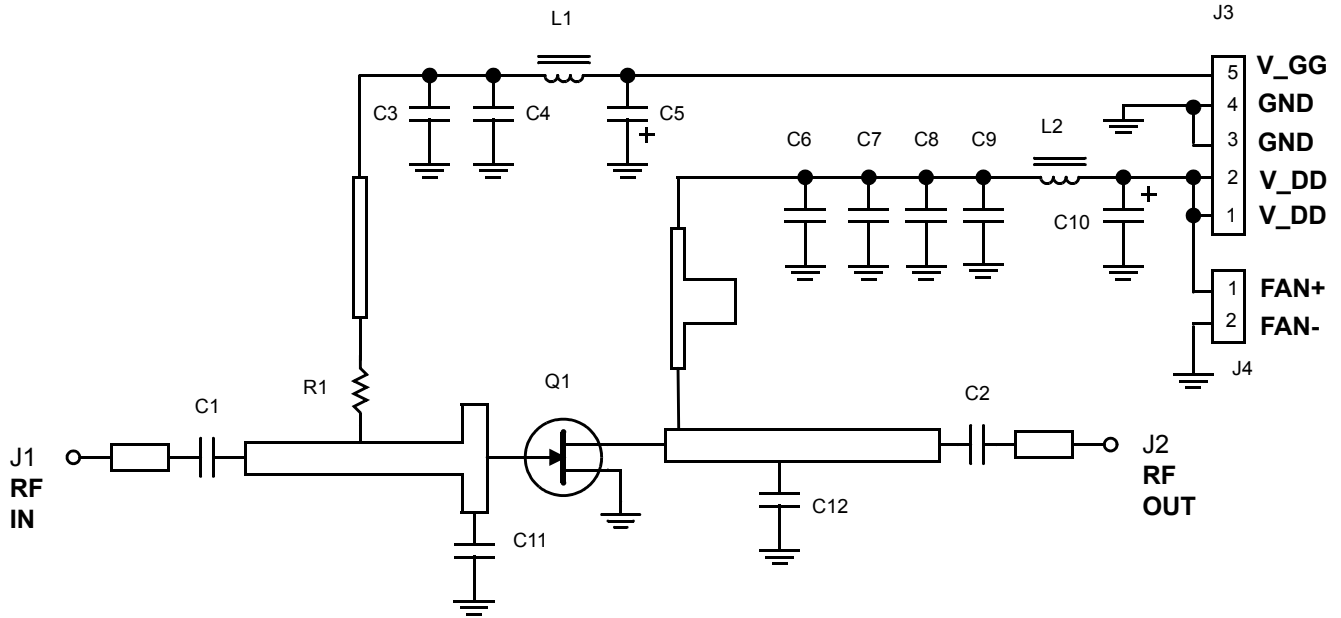 J3
L1
5 V_GG
C3
C4
C5
+
4 GND
3 GND
C6
C7
C8
C9
L2
2 V_DD
+
C10
1 V_DD
1 FAN+
2 FAN-
J4
R1
Q1
C1
C2
J1
RF
IN
J2
RF
OUT
C11
C12